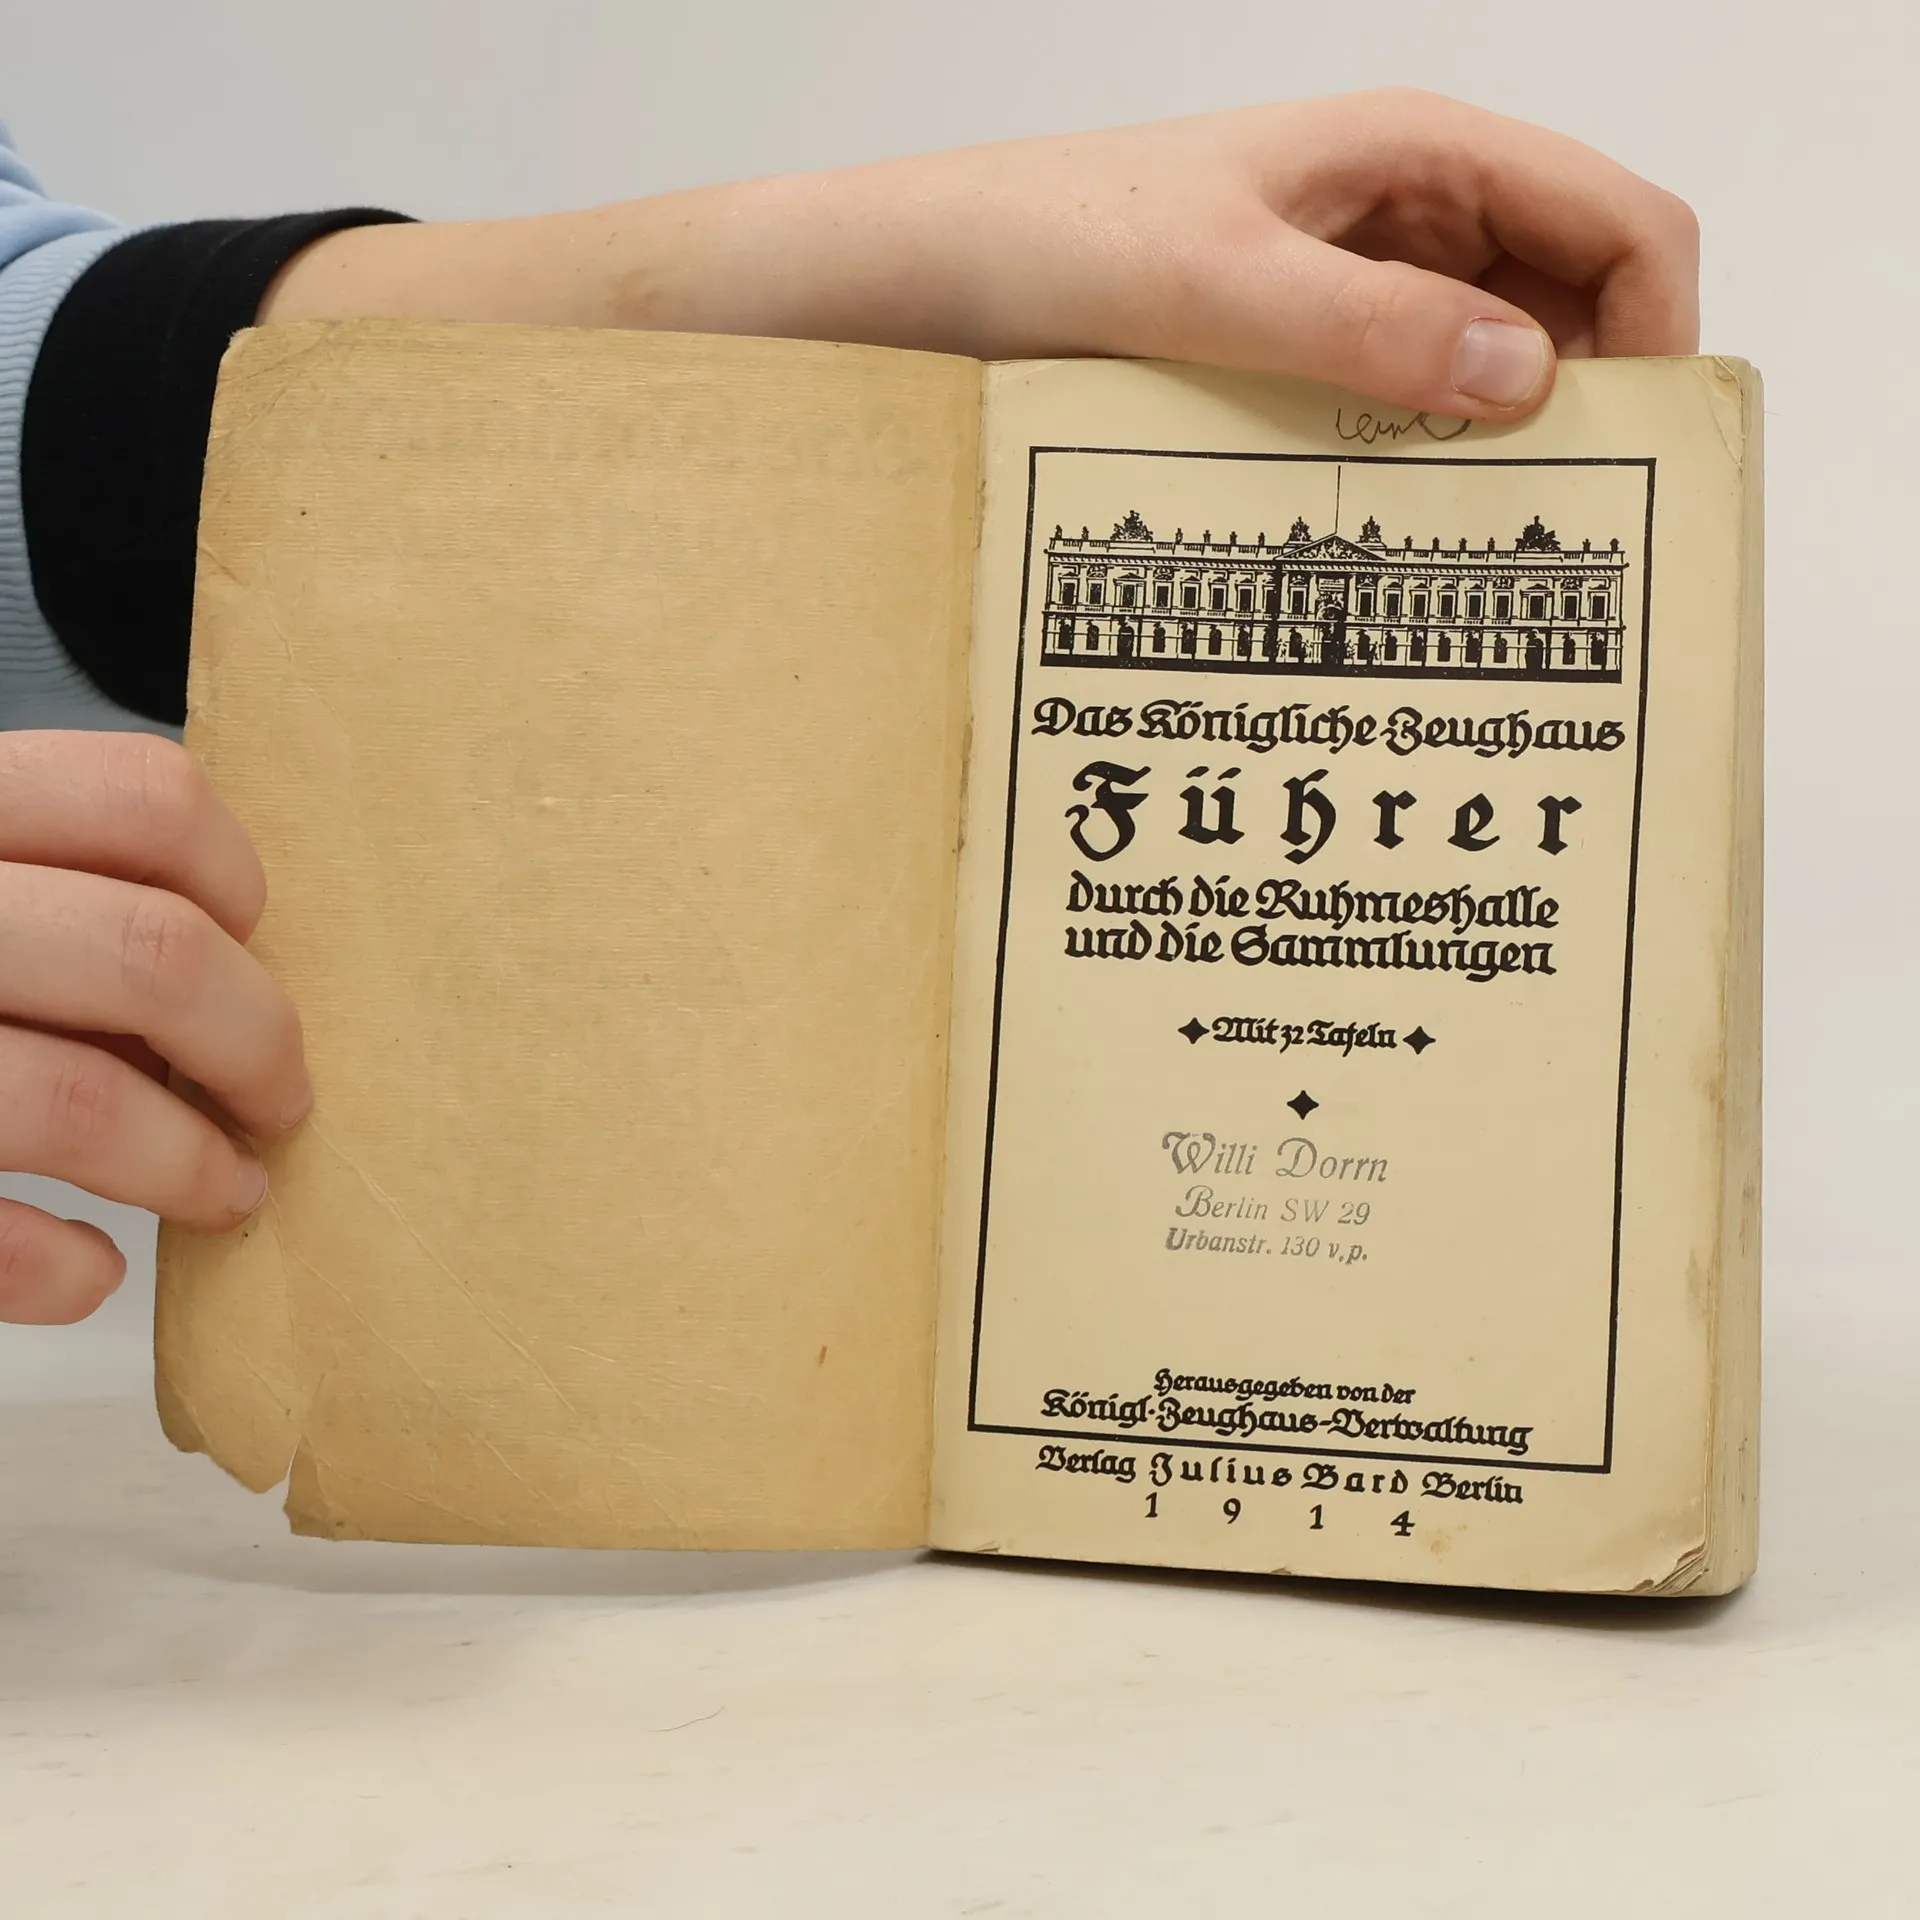 Das Königliche Zeughaus
Führer
durch die Ruhmeshalle
und die Sammlungen
Mit 32 Tafeln
Willi Dorrn
Berlin SW 29
Urbanstr. 130 v.p.
Herausgegeben von der
Königl. Zeughaus-Verwaltung
Verlag Julius Bard Berlin
1914